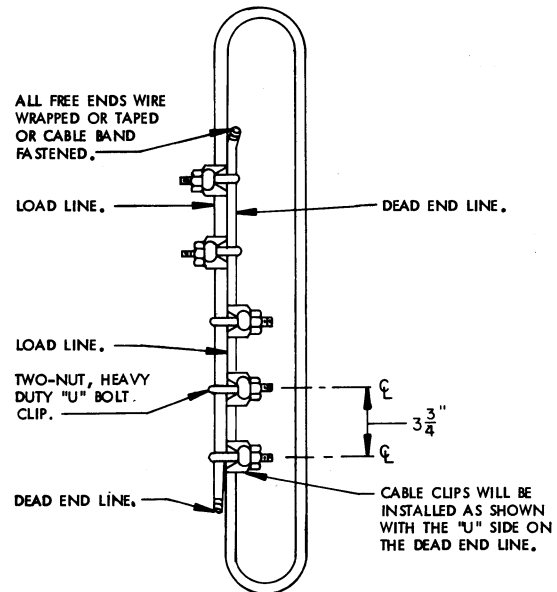 ALL FREE ENDS WIRE
WRAPPED OR TAPED
OR CABLE BAND
FASTENED.
LOAD LINE.
DEAD END LINE.
LOAD LINE.
TWO-NUT, HEAVY
DUTY "U" BOLT.
CLIP.
℄
3 3/4"
℄
DEAD END LINE.
CABLE CLIPS WILL BE
INSTALLED AS SHOWN
WITH THE "U" SIDE ON
THE DEAD END LINE.